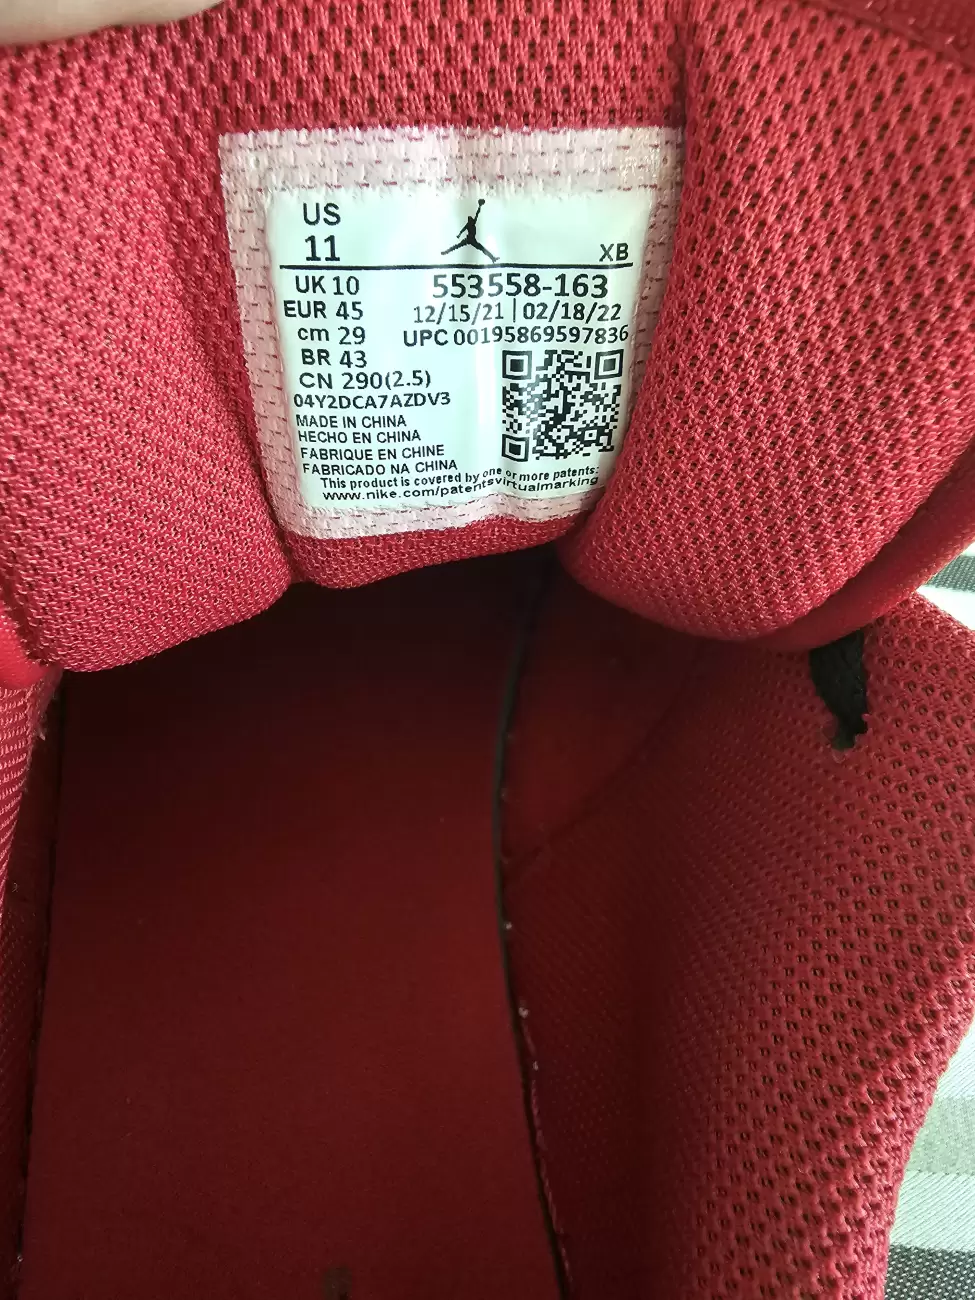 US
11
XB
UK 10
553558-163
EUR 45
12/15/21 | 02/18/22
cm 29
UPC 00195869597836
BR 43
CN 290(2.5)
04Y2DCA7AZDV3
MADE IN CHINA
HECHO EN CHINA
FABRIQUE EN CHINE
FABRICADO NA CHINA
This product is covered by one or more patents:
www.nike.com/patentsvirtualmarking